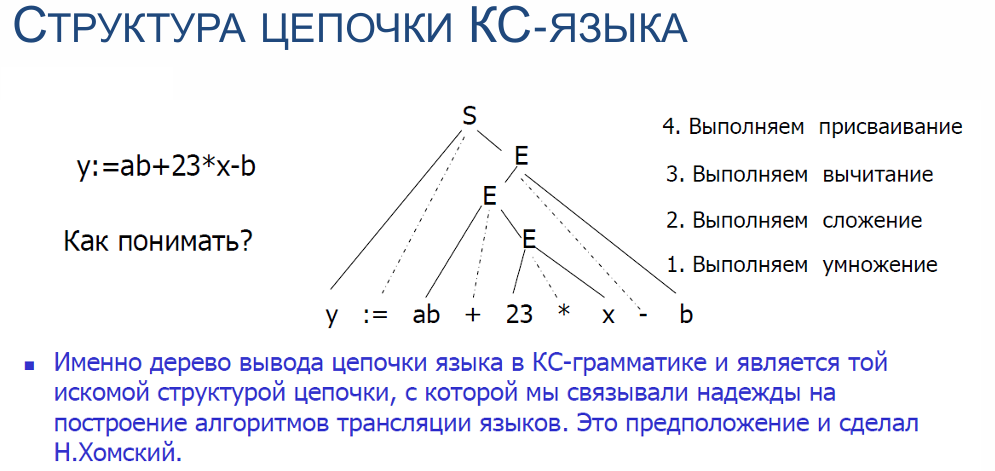 СТРУКТУРА ЦЕПОЧКИ КС-ЯЗЫКА
y:=ab+23*x-b
Как понимать?
S
E
E
E
y := ab + 23 * x - b
4. Выполняем присваивание
3. Выполняем вычитание
2. Выполняем сложение
1. Выполняем умножение
Именно дерево вывода цепочки языка в КС-грамматике и является той
искомой структурой цепочки, с которой мы связывали надежды на
построение алгоритмов трансляции языков. Это предположение и сделал
Н.Хомский.